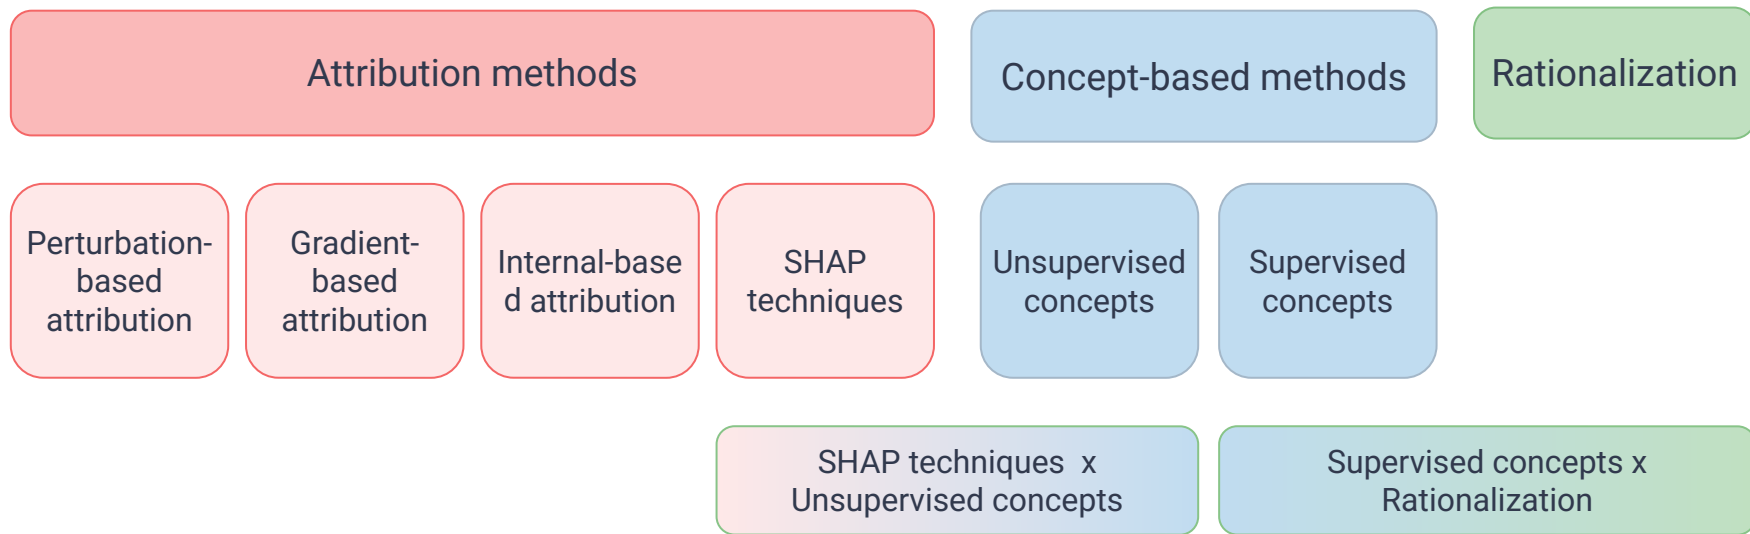 Attribution methods
Concept-based methods
Rationalization
Perturbation-
based
attribution
Gradient-
based
attribution
Internal-base
d attribution
SHAP
techniques
Unsupervised
concepts
Supervised
concepts
SHAP techniques  x
Unsupervised concepts
Supervised concepts x
Rationalization